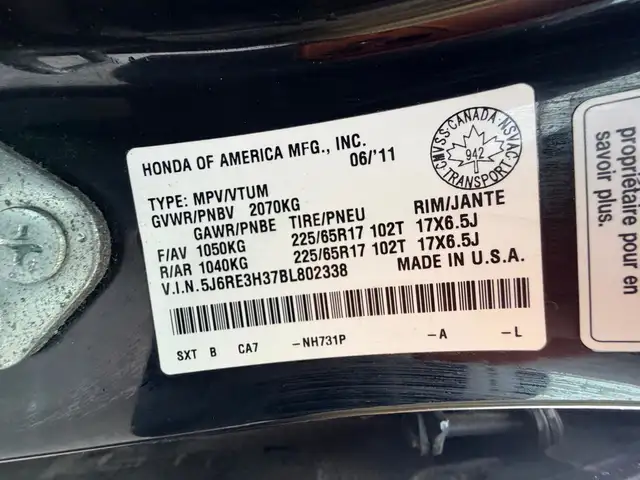 HONDA OF AMERICA MFG., INC.
06/'11
TYPE: MPV/VTUM
GVWR/PNBV 2070KG
GAWR/PNBE TIRE/PNEU RIM/JANTE
F/AV 1050KG 225/65R17 102T 17X6.5J
R/AR 1040KG 225/65R17 102T 17X6.5J
V.I.N.5J6RE3H37BL802338 MADE IN U.S.A.
SXT B CA7 -NH731P -A -L
CMVSS·CANADA·NSVAC
942
TRANSPORT
propriétaire pour en
savoir plus.